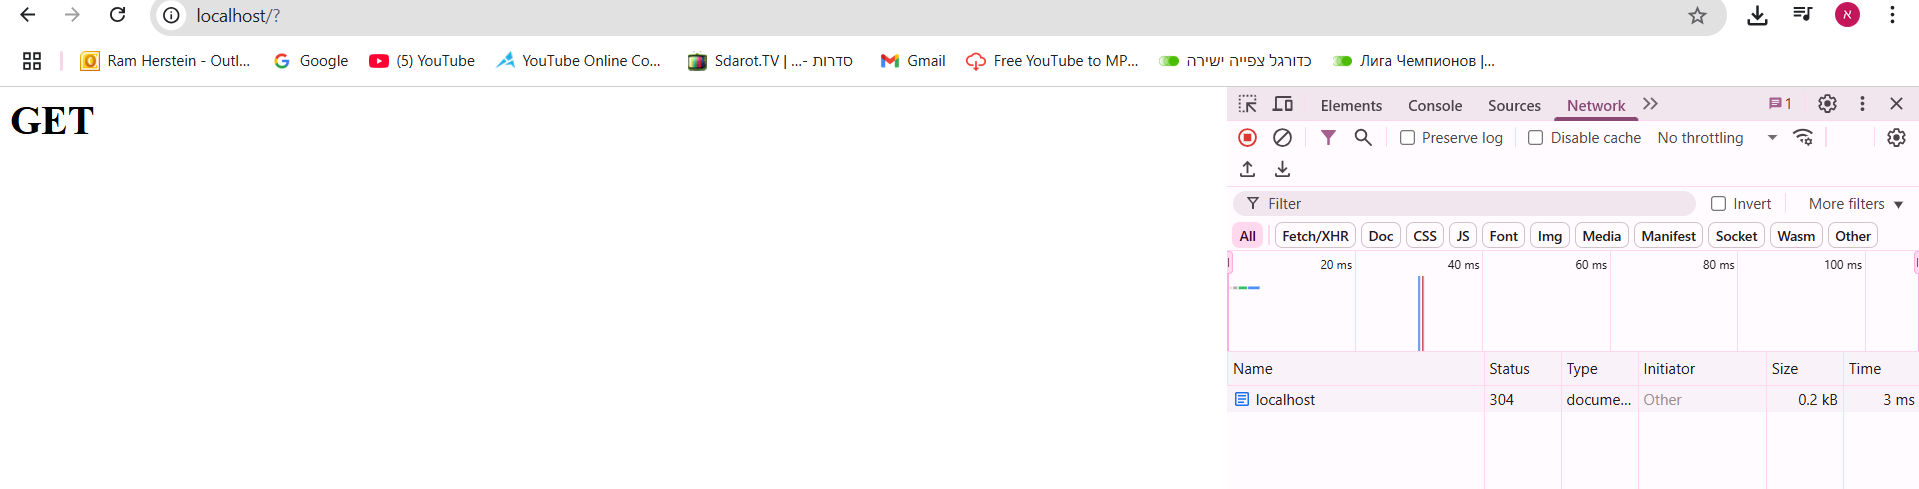 localhost/?
א
Ram Herstein - Outl...
Google
(5) YouTube
YouTube Online Co...
Sdarot.TV | ...- סדרות
Gmail
Free YouTube to MP...
כדורגל צפייה ישירה
Лига Чемпионов |...
GET
Elements Console Sources Network 1
Preserve log Disable cache No throttling
Filter Invert More filters
All Fetch/XHR Doc CSS JS Font Img Media Manifest Socket Wasm Other
20 ms 40 ms 60 ms 80 ms 100 ms
Name Status Type Initiator Size Time
localhost 304 docume... Other 0.2 kB 3 ms